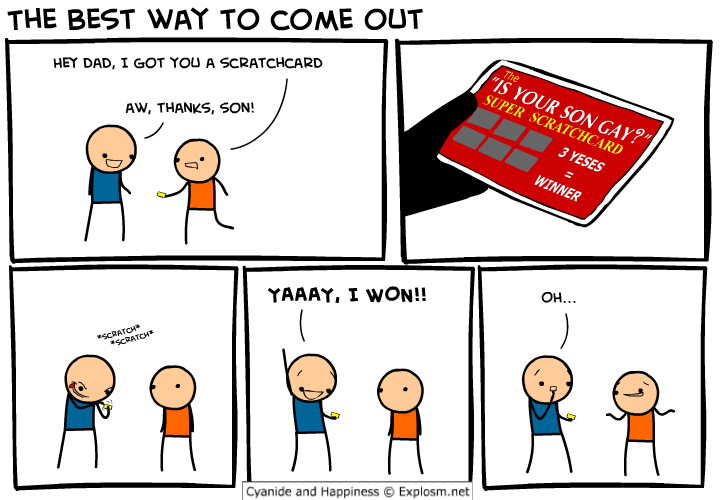 THE BEST WAY TO COME OUT
HEY DAD, I GOT YOU A SCRATCHCARD
AW, THANKS, SON!
The
"IS YOUR SON GAY?"
SUPER SCRATCHCARD
3 YESES
=
WINNER
*SCRATCH*
*SCRATCH*
YAAAY, I WON!!
OH...
Cyanide and Happiness © Explosm.net